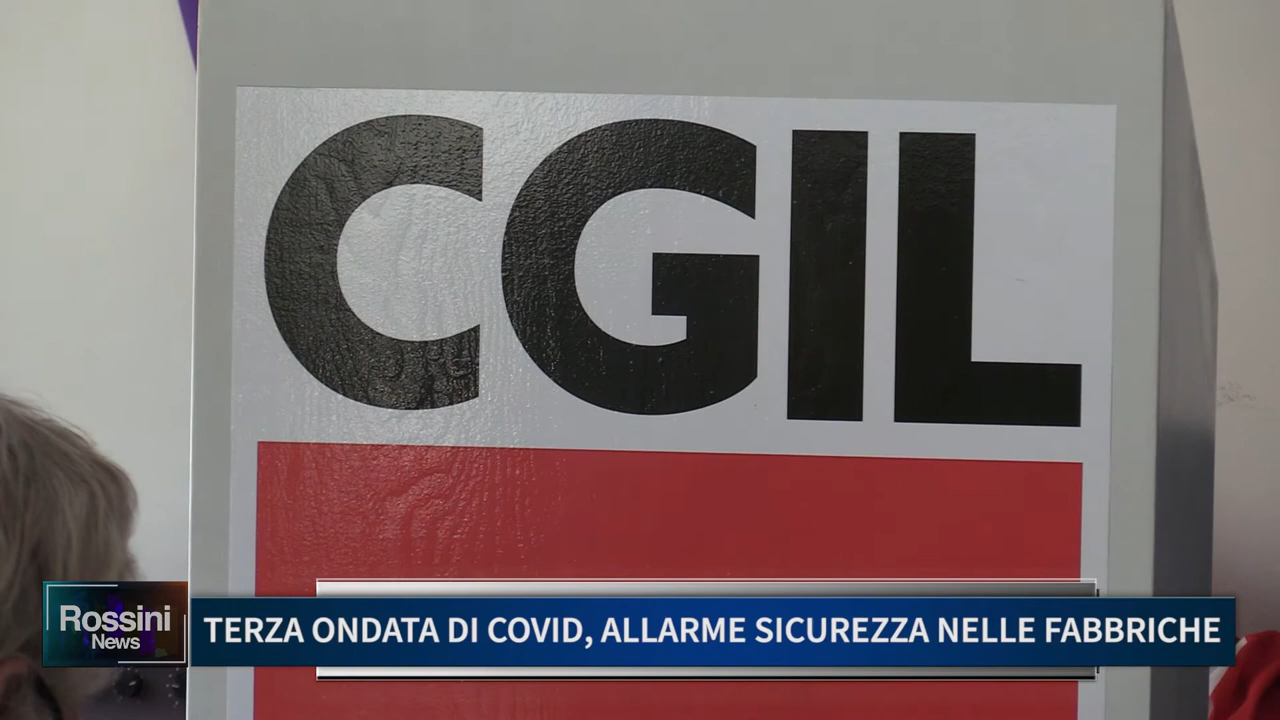 CGIL
Rossini
News
TERZA ONDATA DI COVID, ALLARME SICUREZZA NELLE FABBRICHE